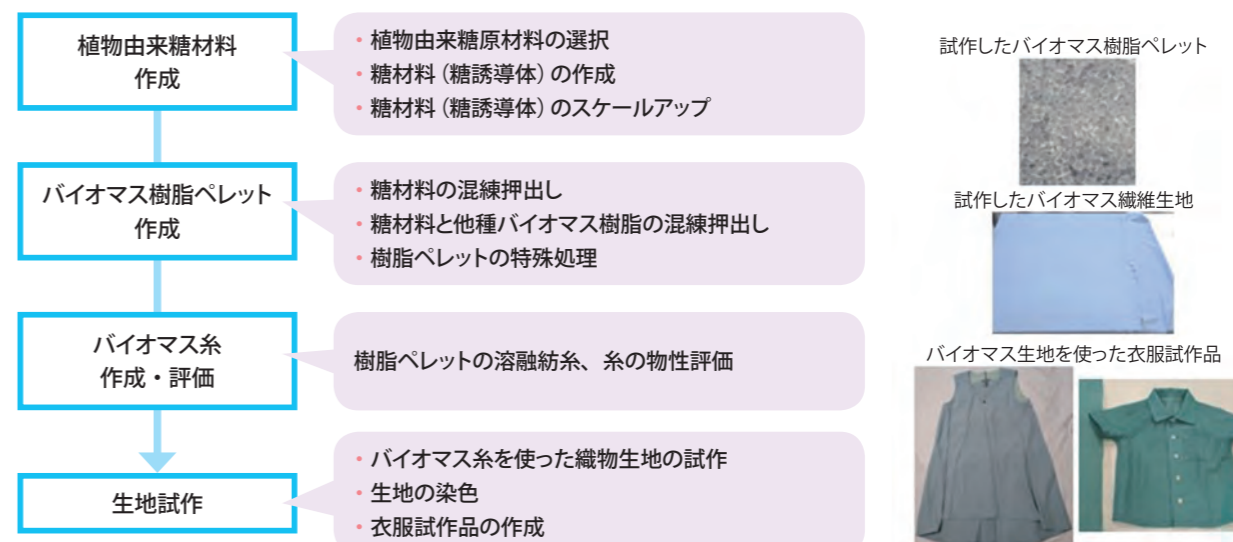 植物由来糖材料
作成
・植物由来糖原材料の選択
・糖材料（糖誘導体）の作成
・糖材料（糖誘導体）のスケールアップ
バイオマス樹脂ペレット
作成
・糖材料の混練押出し
・糖材料と他種バイオマス樹脂の混練押出し
・樹脂ペレットの特殊処理
バイオマス糸
作成・評価
樹脂ペレットの溶融紡糸、糸の物性評価
生地試作
・バイオマス糸を使った織物生地の試作
・生地の染色
・衣服試作品の作成
試作したバイオマス樹脂ペレット
試作したバイオマス繊維生地
バイオマス生地を使った衣服試作品